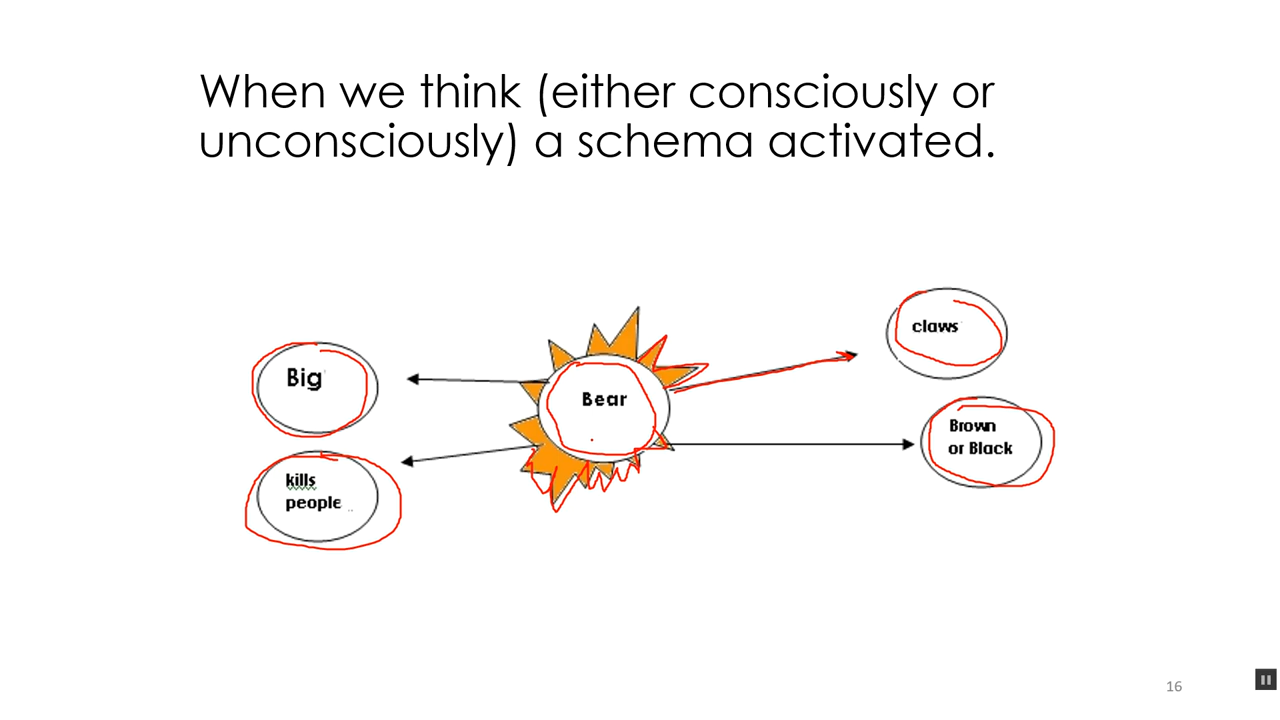 When we think (either consciously or
unconsciously) a schema activated.
Big
Bear
claws
Brown
or Black
kills
people
16